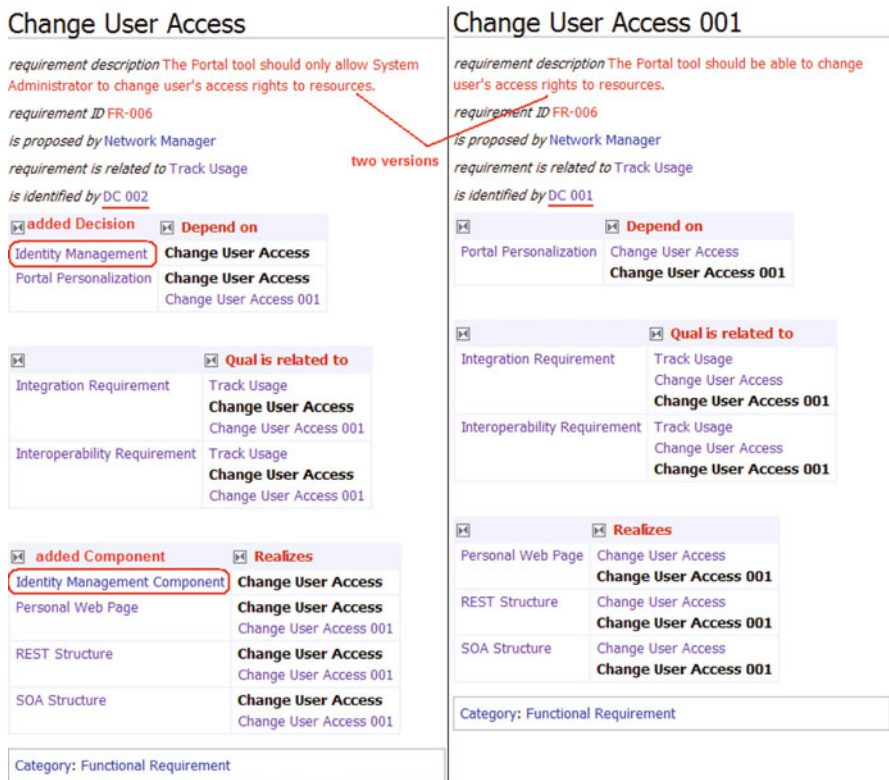 Change User Access
requirement description The Portal tool should only allow System
Administrator to change user's access rights to resources.
requirement ID FR-006
is proposed by Network Manager
requirement is related to Track Usage
is identified by DC 002
added Decision Depend on
Identity Management Change User Access
Portal Personalization Change User Access
Change User Access 001
Qual is related to
Integration Requirement Track Usage
Change User Access
Change User Access 001
Interoperability Requirement Track Usage
Change User Access
Change User Access 001
added Component Realizes
Identity Management Component Change User Access
Personal Web Page Change User Access
Change User Access 001
REST Structure Change User Access
Change User Access 001
SOA Structure Change User Access
Change User Access 001
Category: Functional Requirement
two versions
Change User Access 001
requirement description The Portal tool should be able to change
user's access rights to resources.
requirement ID FR-006
is proposed by Network Manager
requirement is related to Track Usage
is identified by DC 001
Depend on
Portal Personalization Change User Access
Change User Access 001
Qual is related to
Integration Requirement Track Usage
Change User Access
Change User Access 001
Interoperability Requirement Track Usage
Change User Access
Change User Access 001
Realizes
Personal Web Page Change User Access
Change User Access 001
REST Structure Change User Access
Change User Access 001
SOA Structure Change User Access
Change User Access 001
Category: Functional Requirement